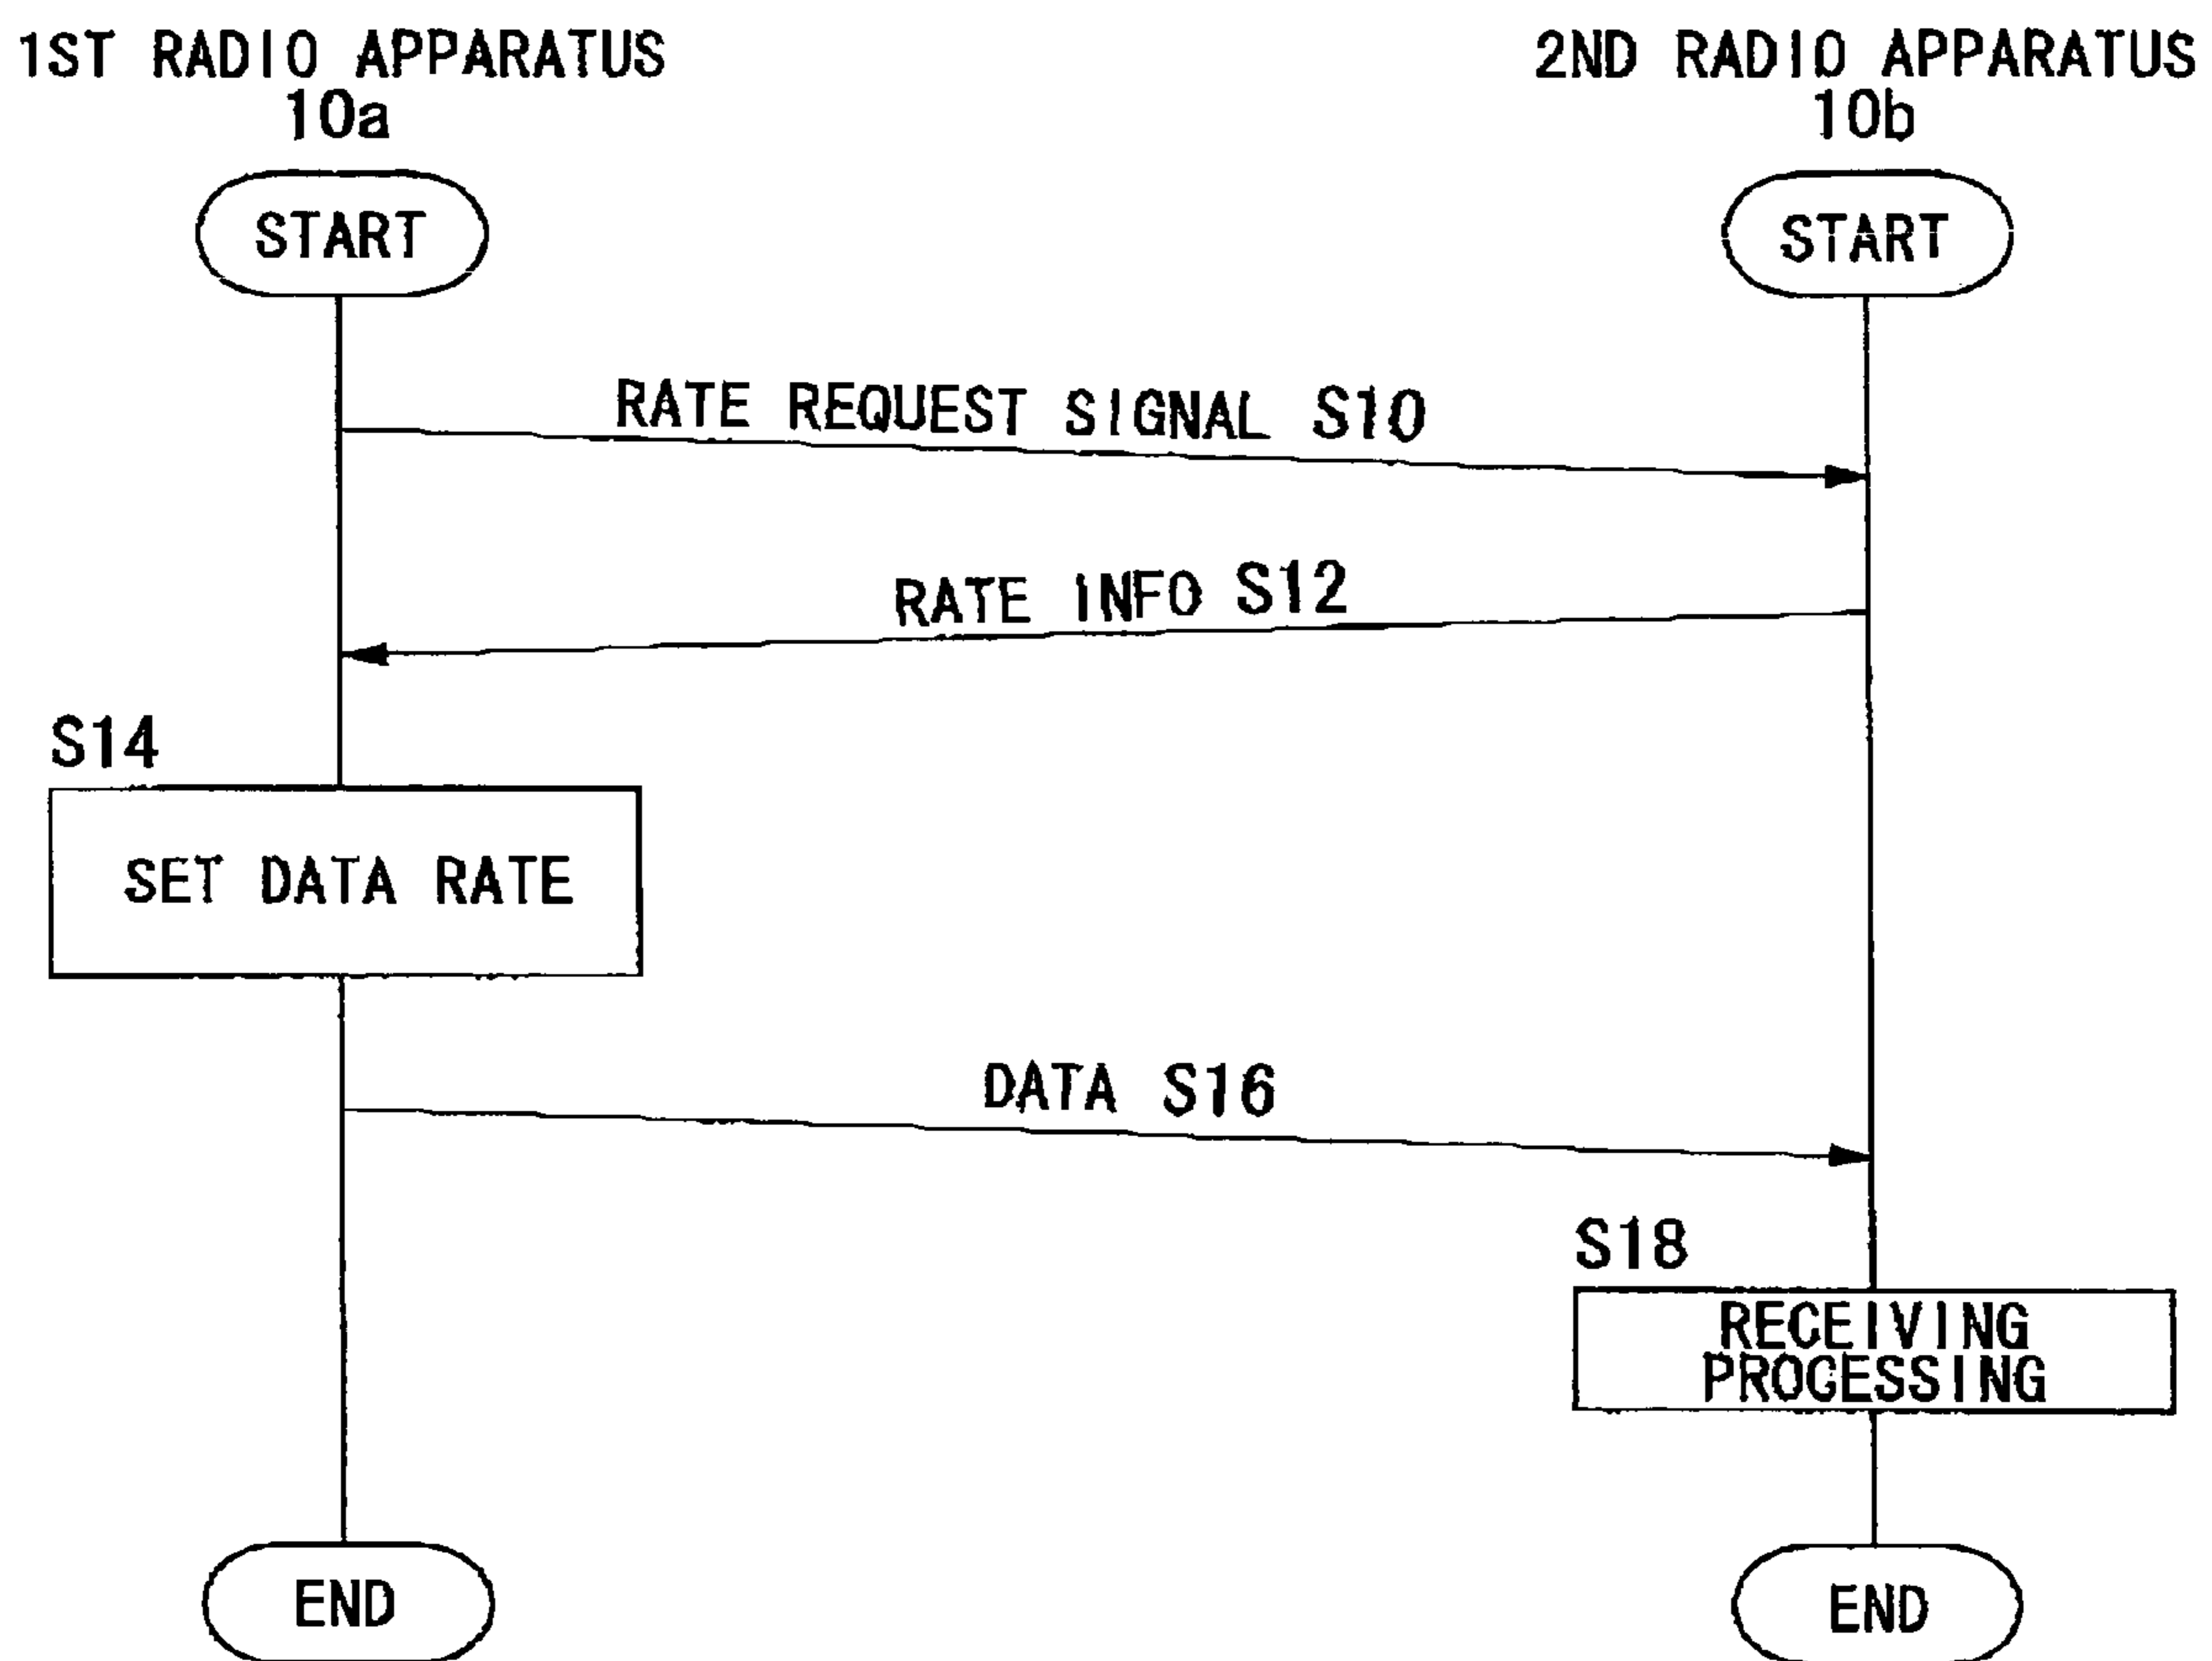 1ST RADIO APPARATUS
10a
2ND RADIO APPARATUS
10b
START
START
RATE REQUEST SIGNAL S10
RATE INFO S12
S14
SET DATA RATE
DATA S16
S18
RECEIVING
PROCESSING
END
END